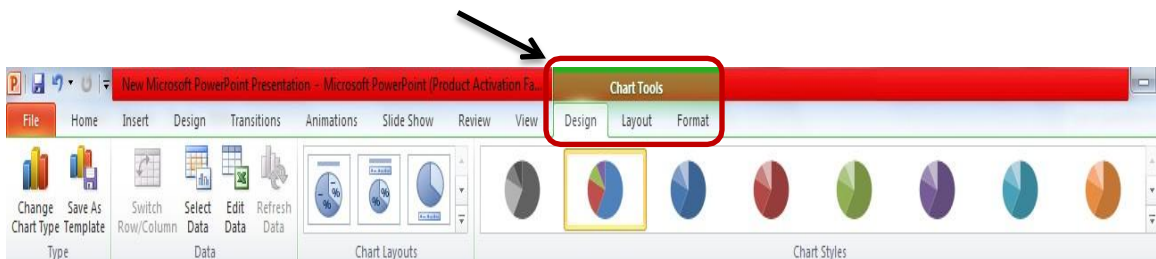 P New Microsoft PowerPoint Presentation - Microsoft PowerPoint (Product Activation Fa... Chart Tools
File Home Insert Design Transitions Animations Slide Show Review View Design Layout Format
Change Save As Switch Select Edit Refresh
Chart Type Template Row/Column Data Data Data
Type Data Chart Layouts Chart Styles